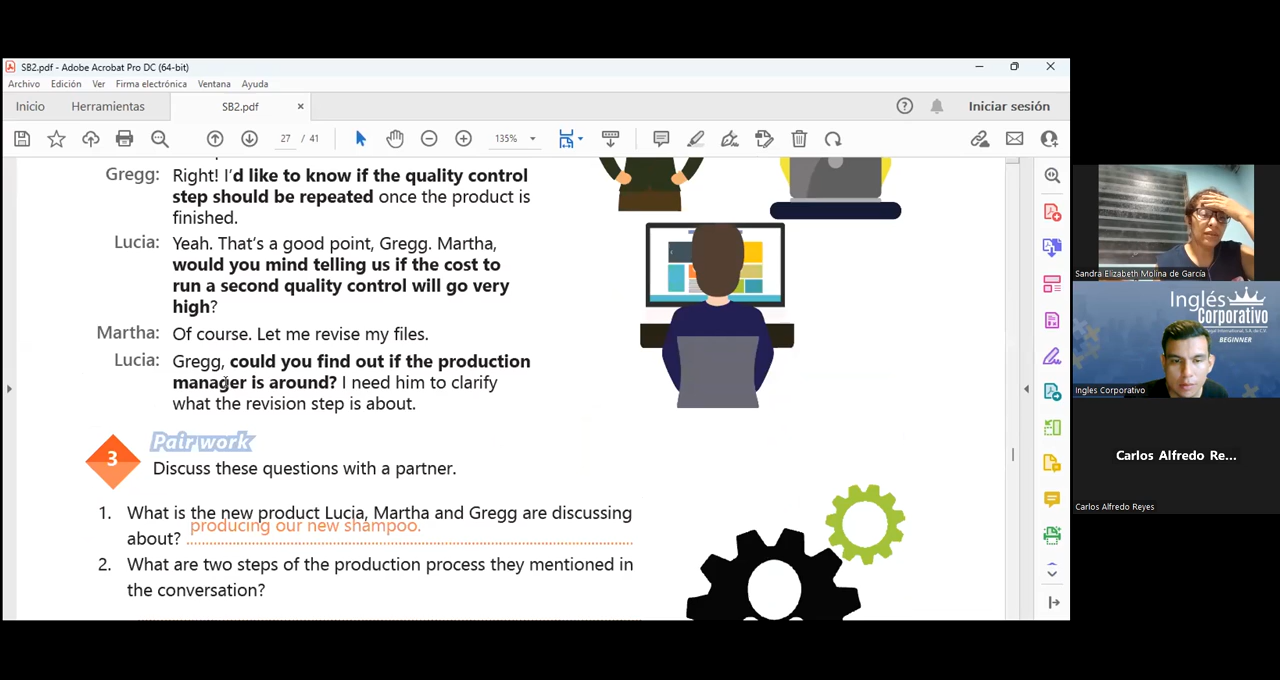 SB2.pdf - Adobe Acrobat Pro DC (64-bit)
Archivo Edición Ver Firma electrónica Ventana Ayuda
Inicio Herramientas SB2.pdf × Iniciar sesión
27 / 41 135%
Gregg: Right! I'd like to know if the quality control
step should be repeated once the product is
finished.
Lucia: Yeah. That's a good point, Gregg. Martha,
would you mind telling us if the cost to
run a second quality control will go very
high?
Martha: Of course. Let me revise my files.
Lucia: Gregg, could you find out if the production
manager is around? I need him to clarify
what the revision step is about.
3 Pair work
Discuss these questions with a partner.
1. What is the new product Lucia, Martha and Gregg are discussing
about? producing our new shampoo.
2. What are two steps of the production process they mentioned in
the conversation?
Sandra Elizabeth Molina de García
Inglés
Corporativo
BEGINNER
Ingles Corporativo
Carlos Alfredo Re...
Carlos Alfredo Reyes